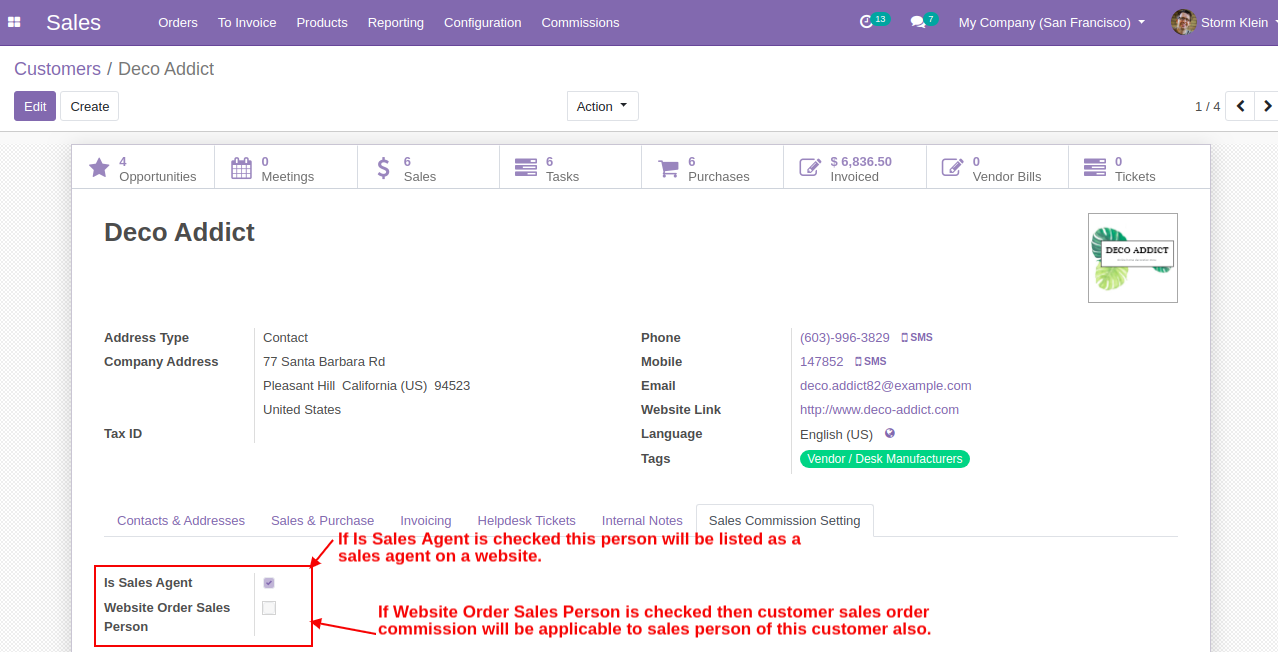 Sales Orders To Invoice Products Reporting Configuration Commissions 13 7 My Company (San Francisco) Storm Klein
Customers / Deco Addict
Edit Create Action 1 / 4
4 0 6 6 6 $ 6,836.50 0 0
Opportunities Meetings Sales Tasks Purchases Invoiced Vendor Bills Tickets
Deco Addict
DECO ADDICT
Address Type Contact Phone (603)-996-3829 SMS
Company Address 77 Santa Barbara Rd Mobile 147852 SMS
Pleasant Hill California (US) 94523 Email deco.addict82@example.com
United States Website Link http://www.deco-addict.com
Tax ID Language English (US)
Tags Vendor / Desk Manufacturers
Contacts & Addresses Sales & Purchase Invoicing Helpdesk Tickets Internal Notes Sales Commission Setting
If Is Sales Agent is checked this person will be listed as a
sales agent on a website.
Is Sales Agent
Website Order Sales
Person
If Website Order Sales Person is checked then customer sales order
commission will be applicable to sales person of this customer also.